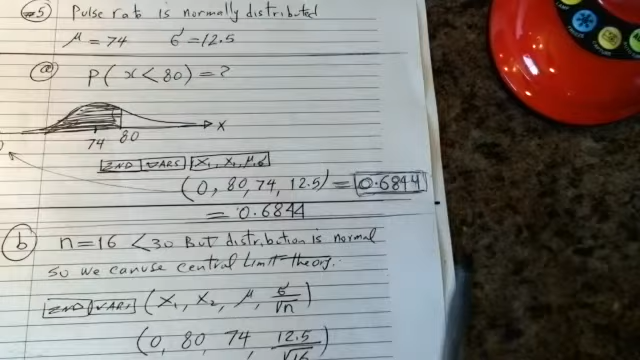 5 Pulse rate is normally distributed
μ = 74 σ = 12.5
(a) P(x < 80) = ?
74 80 X
2ND VARS X₁, X₂, μ, σ
(0, 80, 74, 12.5) = 0.6844
= 0.6844
(b) n = 16 < 30 But distribution is normal
So we can use central limit theory.
2ND VARS (X₁, X₂, μ, σ/√n)
(0, 80, 74, 12.5/√16